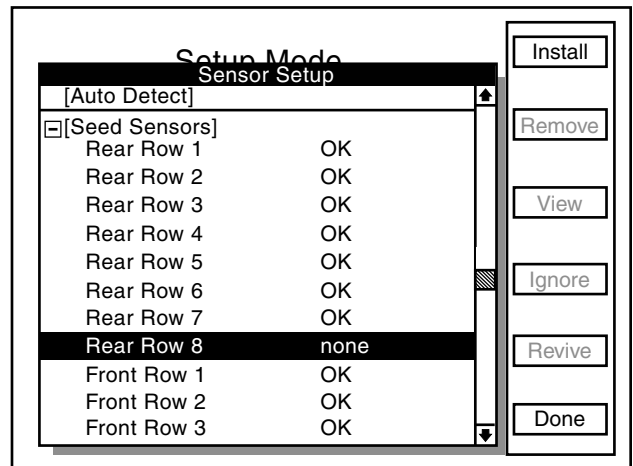 Setup Mode
Sensor Setup
[Auto Detect]
[Seed Sensors]
Rear Row 1 OK
Rear Row 2 OK
Rear Row 3 OK
Rear Row 4 OK
Rear Row 5 OK
Rear Row 6 OK
Rear Row 7 OK
Rear Row 8 none
Front Row 1 OK
Front Row 2 OK
Front Row 3 OK
Install
Remove
View
Ignore
Revive
Done